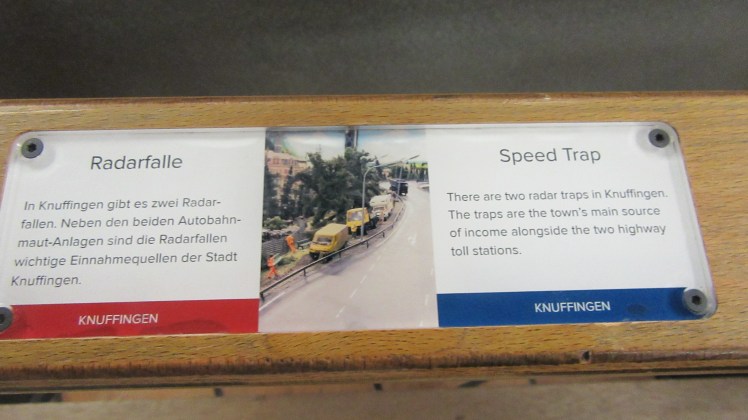 Radarfalle
In Knuffingen gibt es zwei Radar-
fallen. Neben den beiden Autobahn-
maut-Anlagen sind die Radarfallen
wichtige Einnahmequellen der Stadt
Knuffingen.
KNUFFINGEN
Speed Trap
There are two radar traps in Knuffingen.
The traps are the town's main source
of income alongside the two highway
toll stations.
KNUFFINGEN